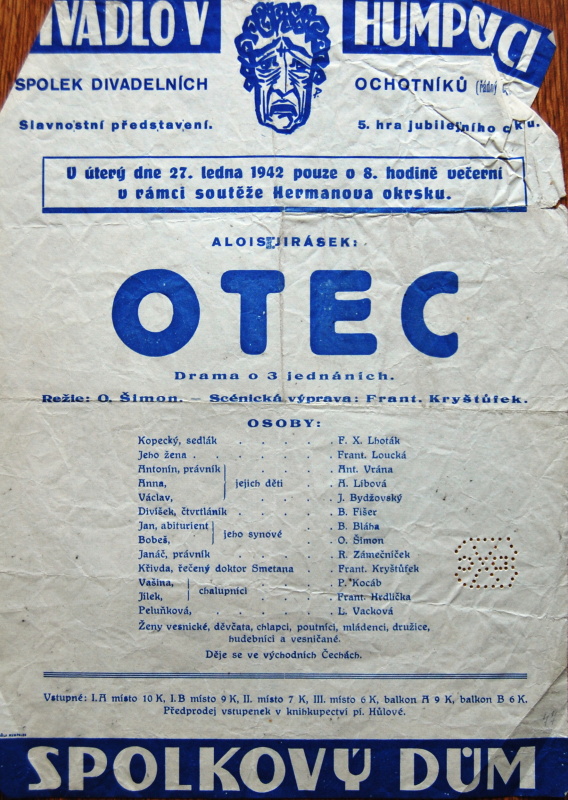 IVADLO V HUMPOLCI
SPOLEK DIVADELNÍCH OCHOTNÍKŮ (řádný
Slavnostní představení. 5. hra jubilejního cyku.
V úterý dne 27. ledna 1942 pouze o 8. hodině večerní
v rámci soutěže Hermanova okrsku.
ALOIS JIRÁSEK:
OTEC
Drama o 3 jednáních.
Režie: O. Šimon. — Scénická výprava: Frant. Kryštůfek.
OSOBY:
Kopecký, sedlák . . . . . F. X. Lhoták
Jeho žena . . . . . . Frant. Loucká
Antonín, právník . . . Ant. Vrána
Anna, jejich děti . . A. Libová
Václav, . . . J. Bydžovský
Divíšek, čtvrtláník . . . . B. Fišer
Jan, abiturient . . . B. Bláha
Bobeš, jeho synové . . O. Šimon
Janáč, právník . . . . R. Zámečníček
Křivda, řečený doktor Smetana . . Frant. Kryštůfek
Vašina, . . . P. Kocáb
Jílek, chalupníci . . . Frant. Hrdlička
Peluňková, . . . . . L. Vacková
Ženy vesnické, děvčata, chlapci, poutníci, mládenci, družice,
hudebníci a vesničané.
Děje se ve východních Čechách.
Vstupné: I. A místo 10 K, I. B místo 9 K, II. místo 7 K, III. místo 6 K, balkon A 9 K, balkon B 6 K.
Předprodej vstupenek v knihkupectví pí. Hůlové.
SPOLKOVÝ DŮM